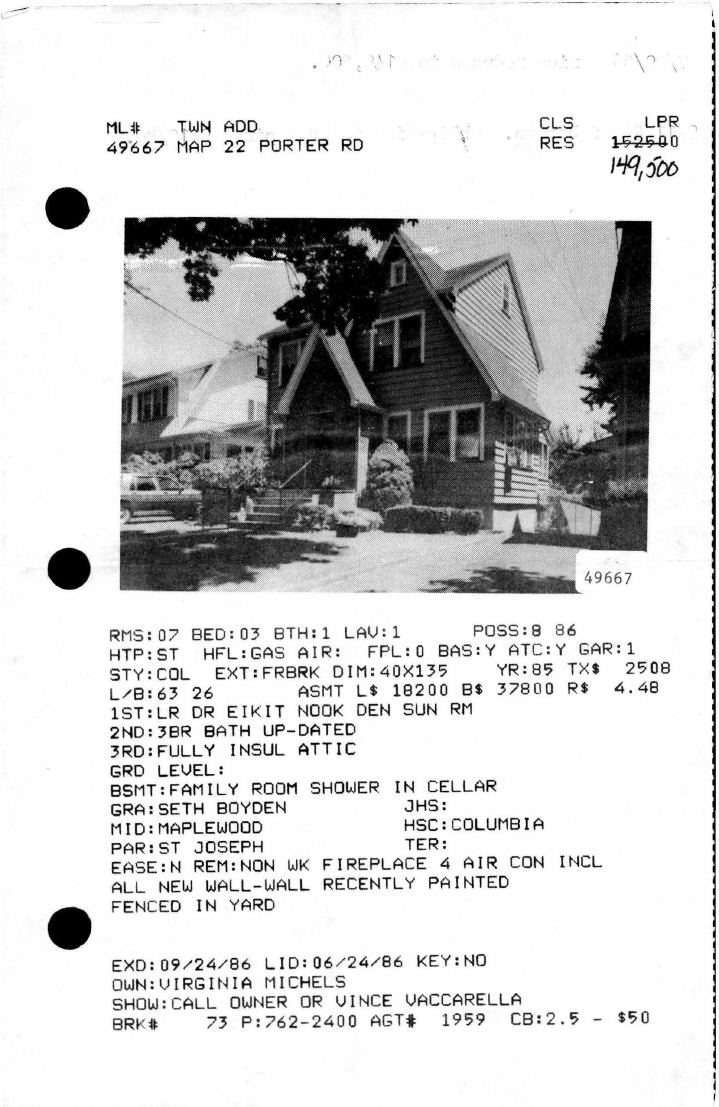 ML# TWN ADD CLS LPR
49667 MAP 22 PORTER RD RES 152500
149,500
49667
RMS:07 BED:03 BTH:1 LAV:1 POSS:8 86
HTP:ST HFL:GAS AIR: FPL:0 BAS:Y ATC:Y GAR:1
STY:COL EXT:FRBRK DIM:40X135 YR:85 TX$ 2508
L/B:63 26 ASMT L$ 18200 B$ 37800 R$ 4.48
1ST:LR DR EIKIT NOOK DEN SUN RM
2ND:3BR BATH UP-DATED
3RD:FULLY INSUL ATTIC
GRD LEVEL:
BSMT:FAMILY ROOM SHOWER IN CELLAR
GRA:SETH BOYDEN JHS:
MID:MAPLEWOOD HSC:COLUMBIA
PAR:ST JOSEPH TER:
EASE:N REM:NON WK FIREPLACE 4 AIR CON INCL
ALL NEW WALL-WALL RECENTLY PAINTED
FENCED IN YARD
EXD:09/24/86 LID:06/24/86 KEY:NO
OWN:VIRGINIA MICHELS
SHOW:CALL OWNER OR VINCE VACCARELLA
BRK# 73 P:762-2400 AGT# 1959 CB:2.5 - $50